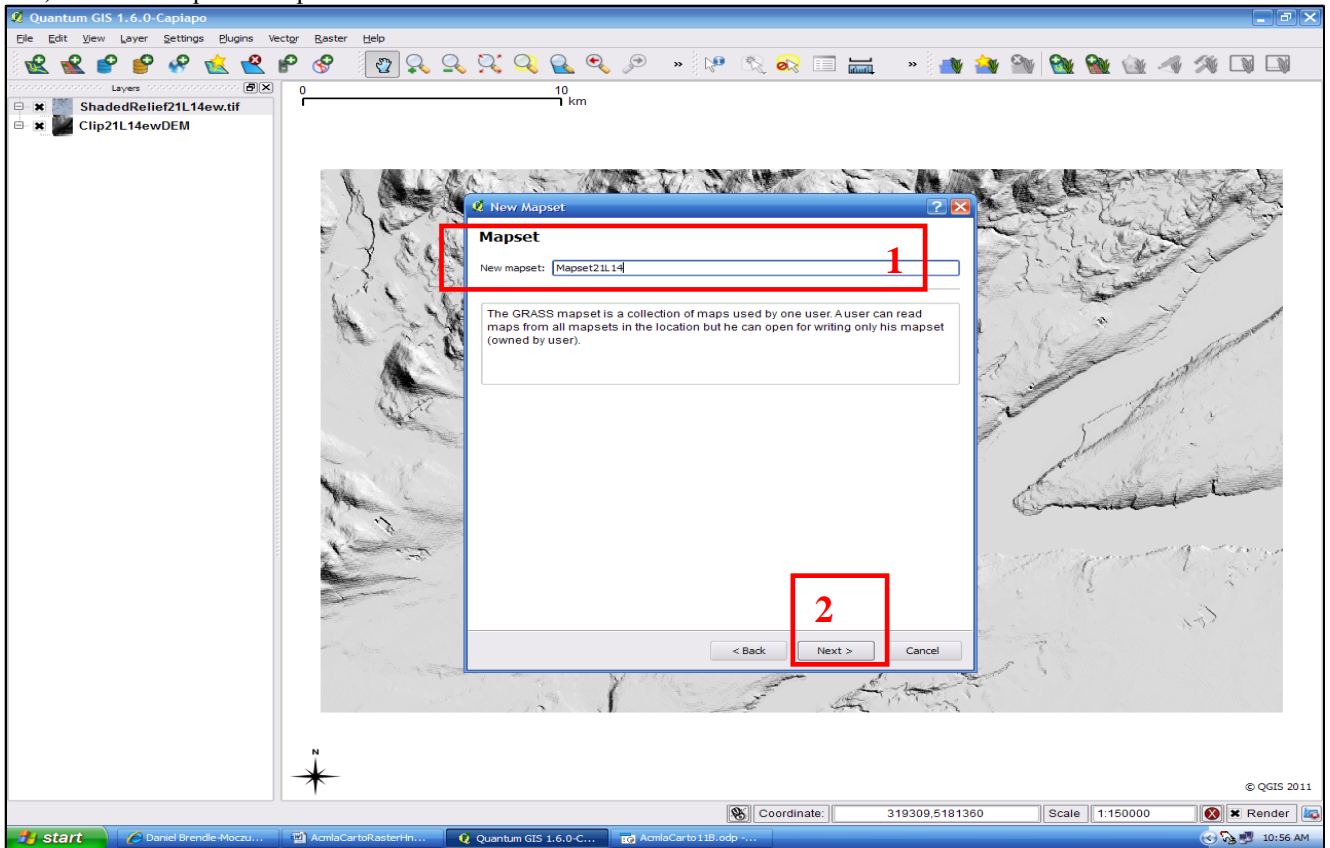 Quantum GIS 1.6.0-Capiapo
File Edit View Layer Settings Plugins Vector Raster Help
Layers
ShadedRelief21L14ew.tif
Clip21L14ewDEM
0 10
km
New Mapset
Mapset
New mapset: Mapset21L14
1
The GRASS mapset is a collection of maps used by one user. A user can read
maps from all mapsets in the location but he can open for writing only his mapset
(owned by user).
2
< Back Next > Cancel
N
© QGIS 2011
Coordinate: 319309,5181360 Scale 1:150000 Render
start Daniel Brendle-Moczu... AcmlaCartoRasterHn... Quantum GIS 1.6.0-C... AcmlaCarto11B.odp -... 10:56 AM